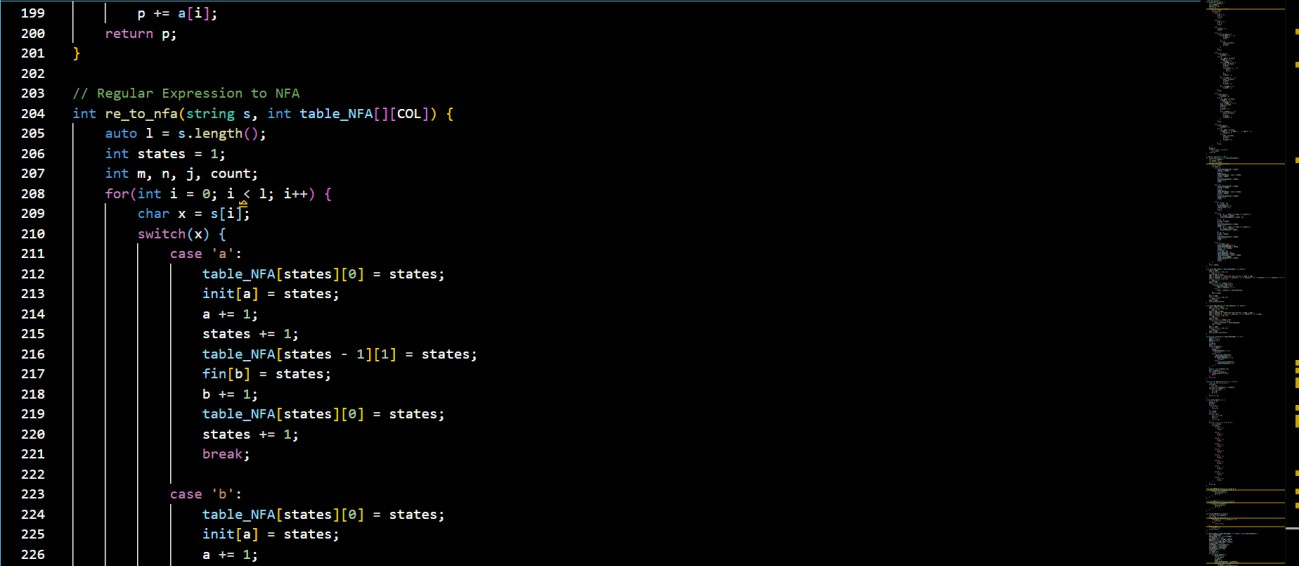 199 p += a[i];
200 return p;
201 }
202
203 // Regular Expression to NFA
204 int re_to_nfa(string s, int table_NFA[][COL]) {
205 auto l = s.length();
206 int states = 1;
207 int m, n, j, count;
208 for(int i = 0; i < l; i++) {
209 char x = s[i];
210 switch(x) {
211 case 'a':
212 table_NFA[states][0] = states;
213 init[a] = states;
214 a += 1;
215 states += 1;
216 table_NFA[states - 1][1] = states;
217 fin[b] = states;
218 b += 1;
219 table_NFA[states][0] = states;
220 states += 1;
221 break;
222
223 case 'b':
224 table_NFA[states][0] = states;
225 init[a] = states;
226 a += 1;